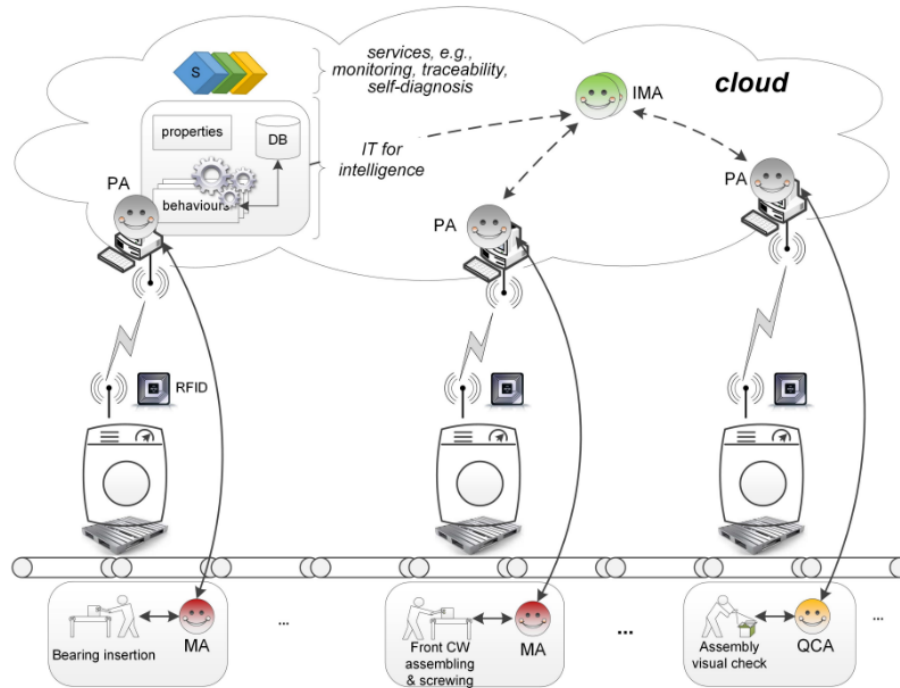 services, e.g.,
monitoring, traceability,
self-diagnosis
S
cloud
IMA
properties
DB
IT for
intelligence
behaviours
PA
PA
PA
RFID
Bearing insertion
MA
...
Front CW
assembling
& screwing
MA
...
Assembly
visual check
QCA
...